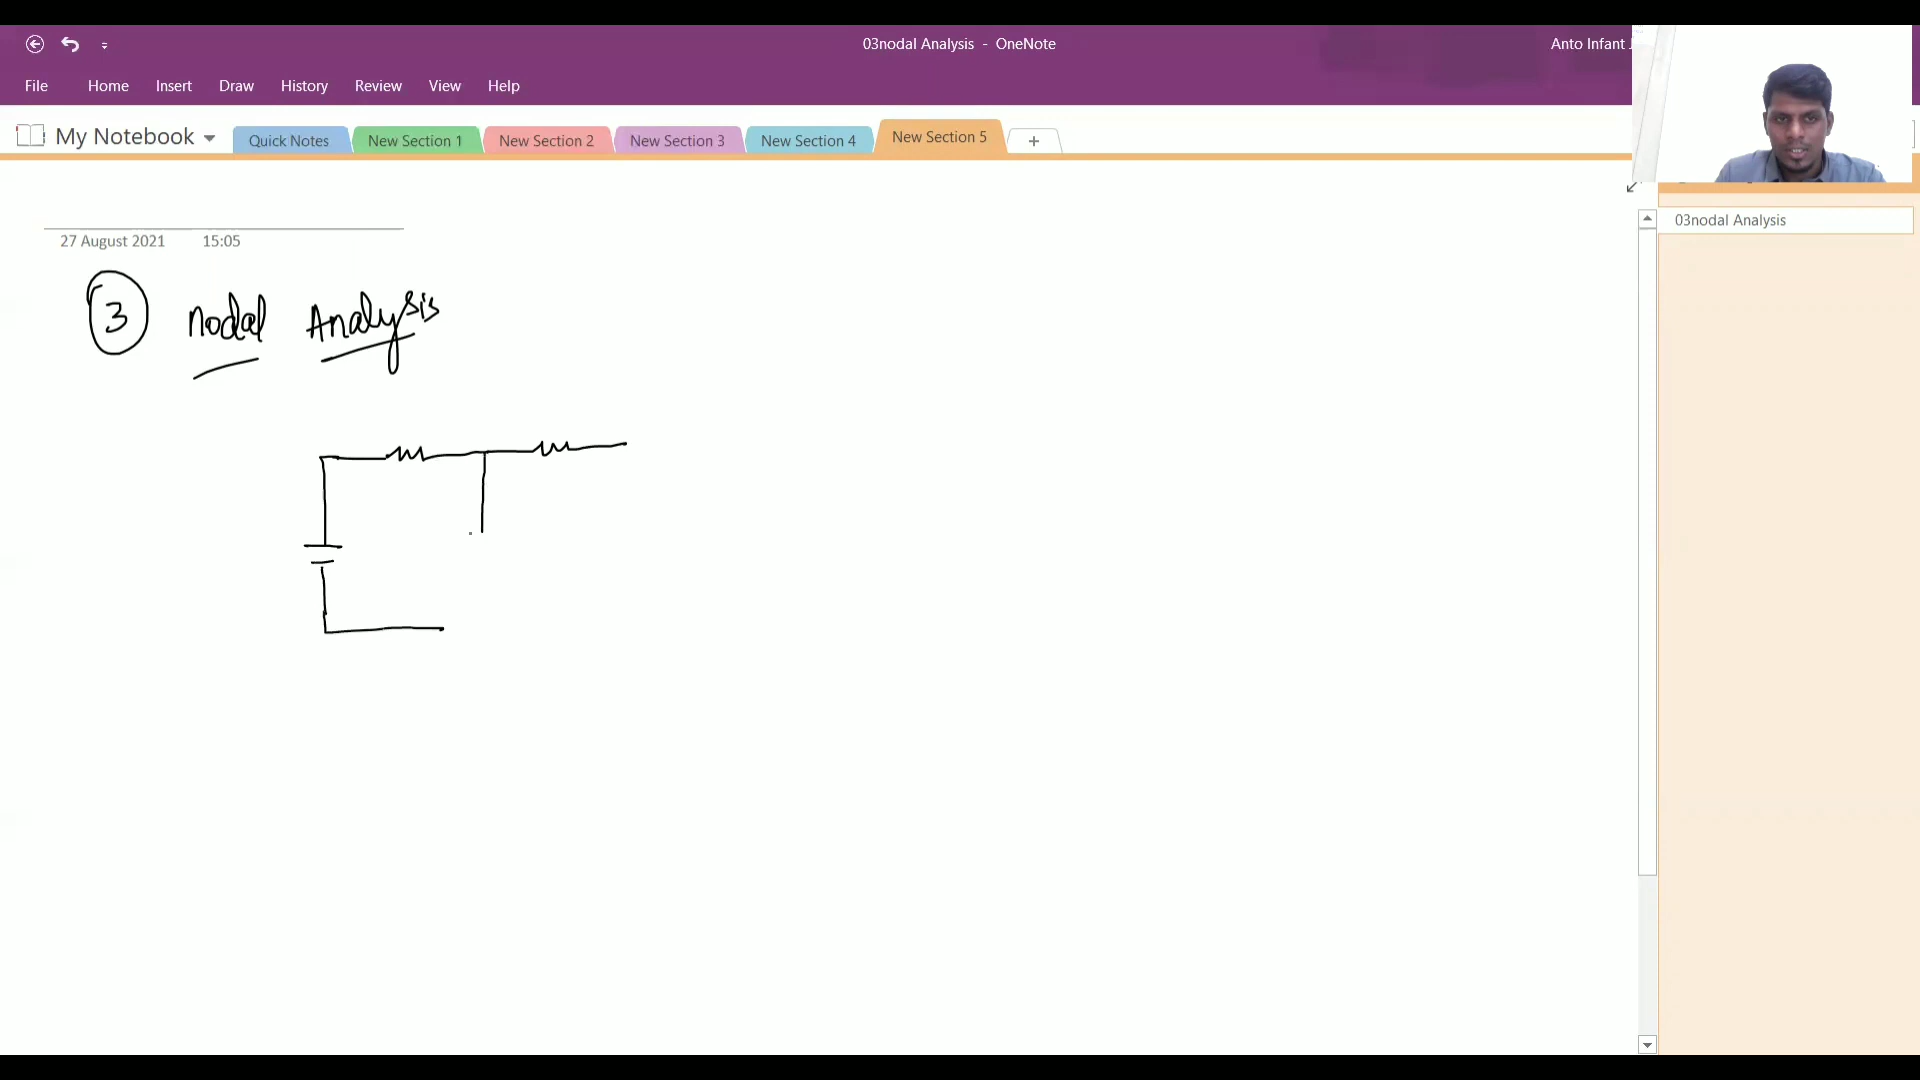 03nodal Analysis - OneNote
Anto Infant J
File Home Insert Draw History Review View Help
My Notebook Quick Notes New Section 1 New Section 2 New Section 3 New Section 4 New Section 5 +
03nodal Analysis
27 August 2021 15:05
3 Nodal Analysis